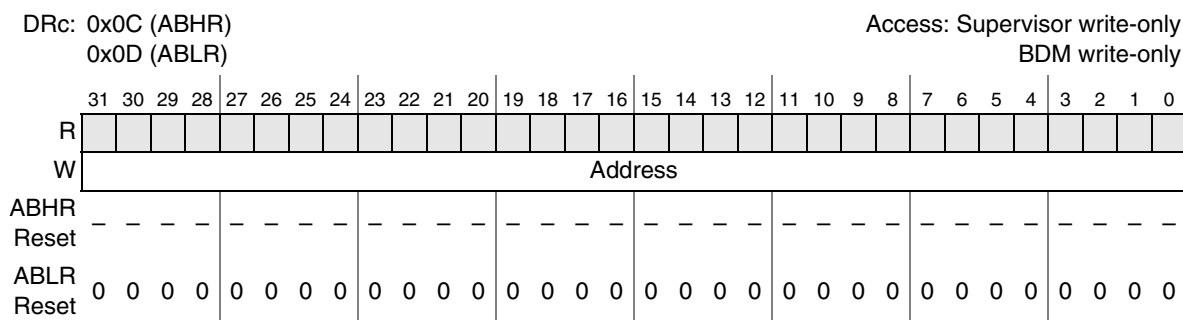 DRc: 0x0C (ABHR) Access: Supervisor write-only
0x0D (ABLR) BDM write-only
31 30 29 28 27 26 25 24 23 22 21 20 19 18 17 16 15 14 13 12 11 10 9 8 7 6 5 4 3 2 1 0
R
W Address
ABHR
Reset – – – – – – – – – – – – – – – – – – – – – – – – – – – – – – – –
ABLR
Reset 0 0 0 0 0 0 0 0 0 0 0 0 0 0 0 0 0 0 0 0 0 0 0 0 0 0 0 0 0 0 0 0